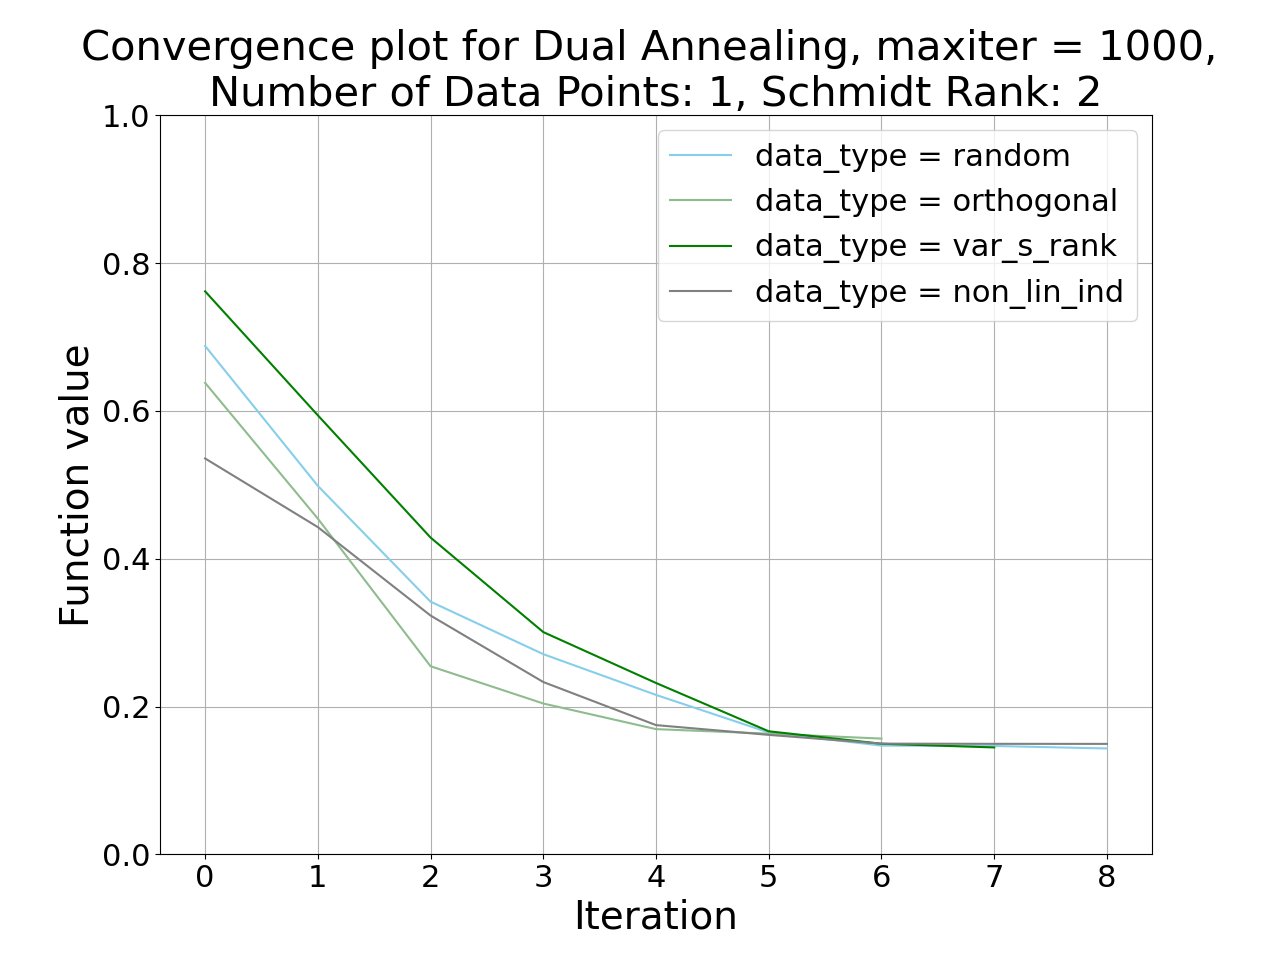 Convergence plot for Dual Annealing, maxiter = 1000,
Number of Data Points: 1, Schmidt Rank: 2
1.0
0.8
0.6
0.4
0.2
0.0
Function value
data_type = random
data_type = orthogonal
data_type = var_s_rank
data_type = non_lin_ind
0 1 2 3 4 5 6 7 8
Iteration